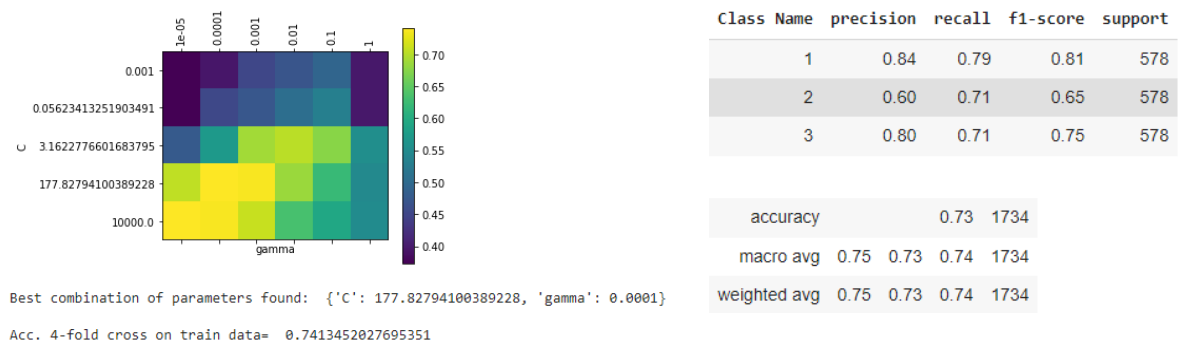 1e-05 0.0001 0.001 0.01 0.1 1
0.001
0.05623413251903491
3.1622776601683795
177.82794100389228
10000.0
C
gamma
0.70
0.65
0.60
0.55
0.50
0.45
0.40
Best combination of parameters found:  {'C': 177.82794100389228, 'gamma': 0.0001}
Acc. 4-fold cross on train data=  0.7413452027695351
Class Name precision recall f1-score support
1 0.84 0.79 0.81 578
2 0.60 0.71 0.65 578
3 0.80 0.71 0.75 578
accuracy 0.73 1734
macro avg 0.75 0.73 0.74 1734
weighted avg 0.75 0.73 0.74 1734